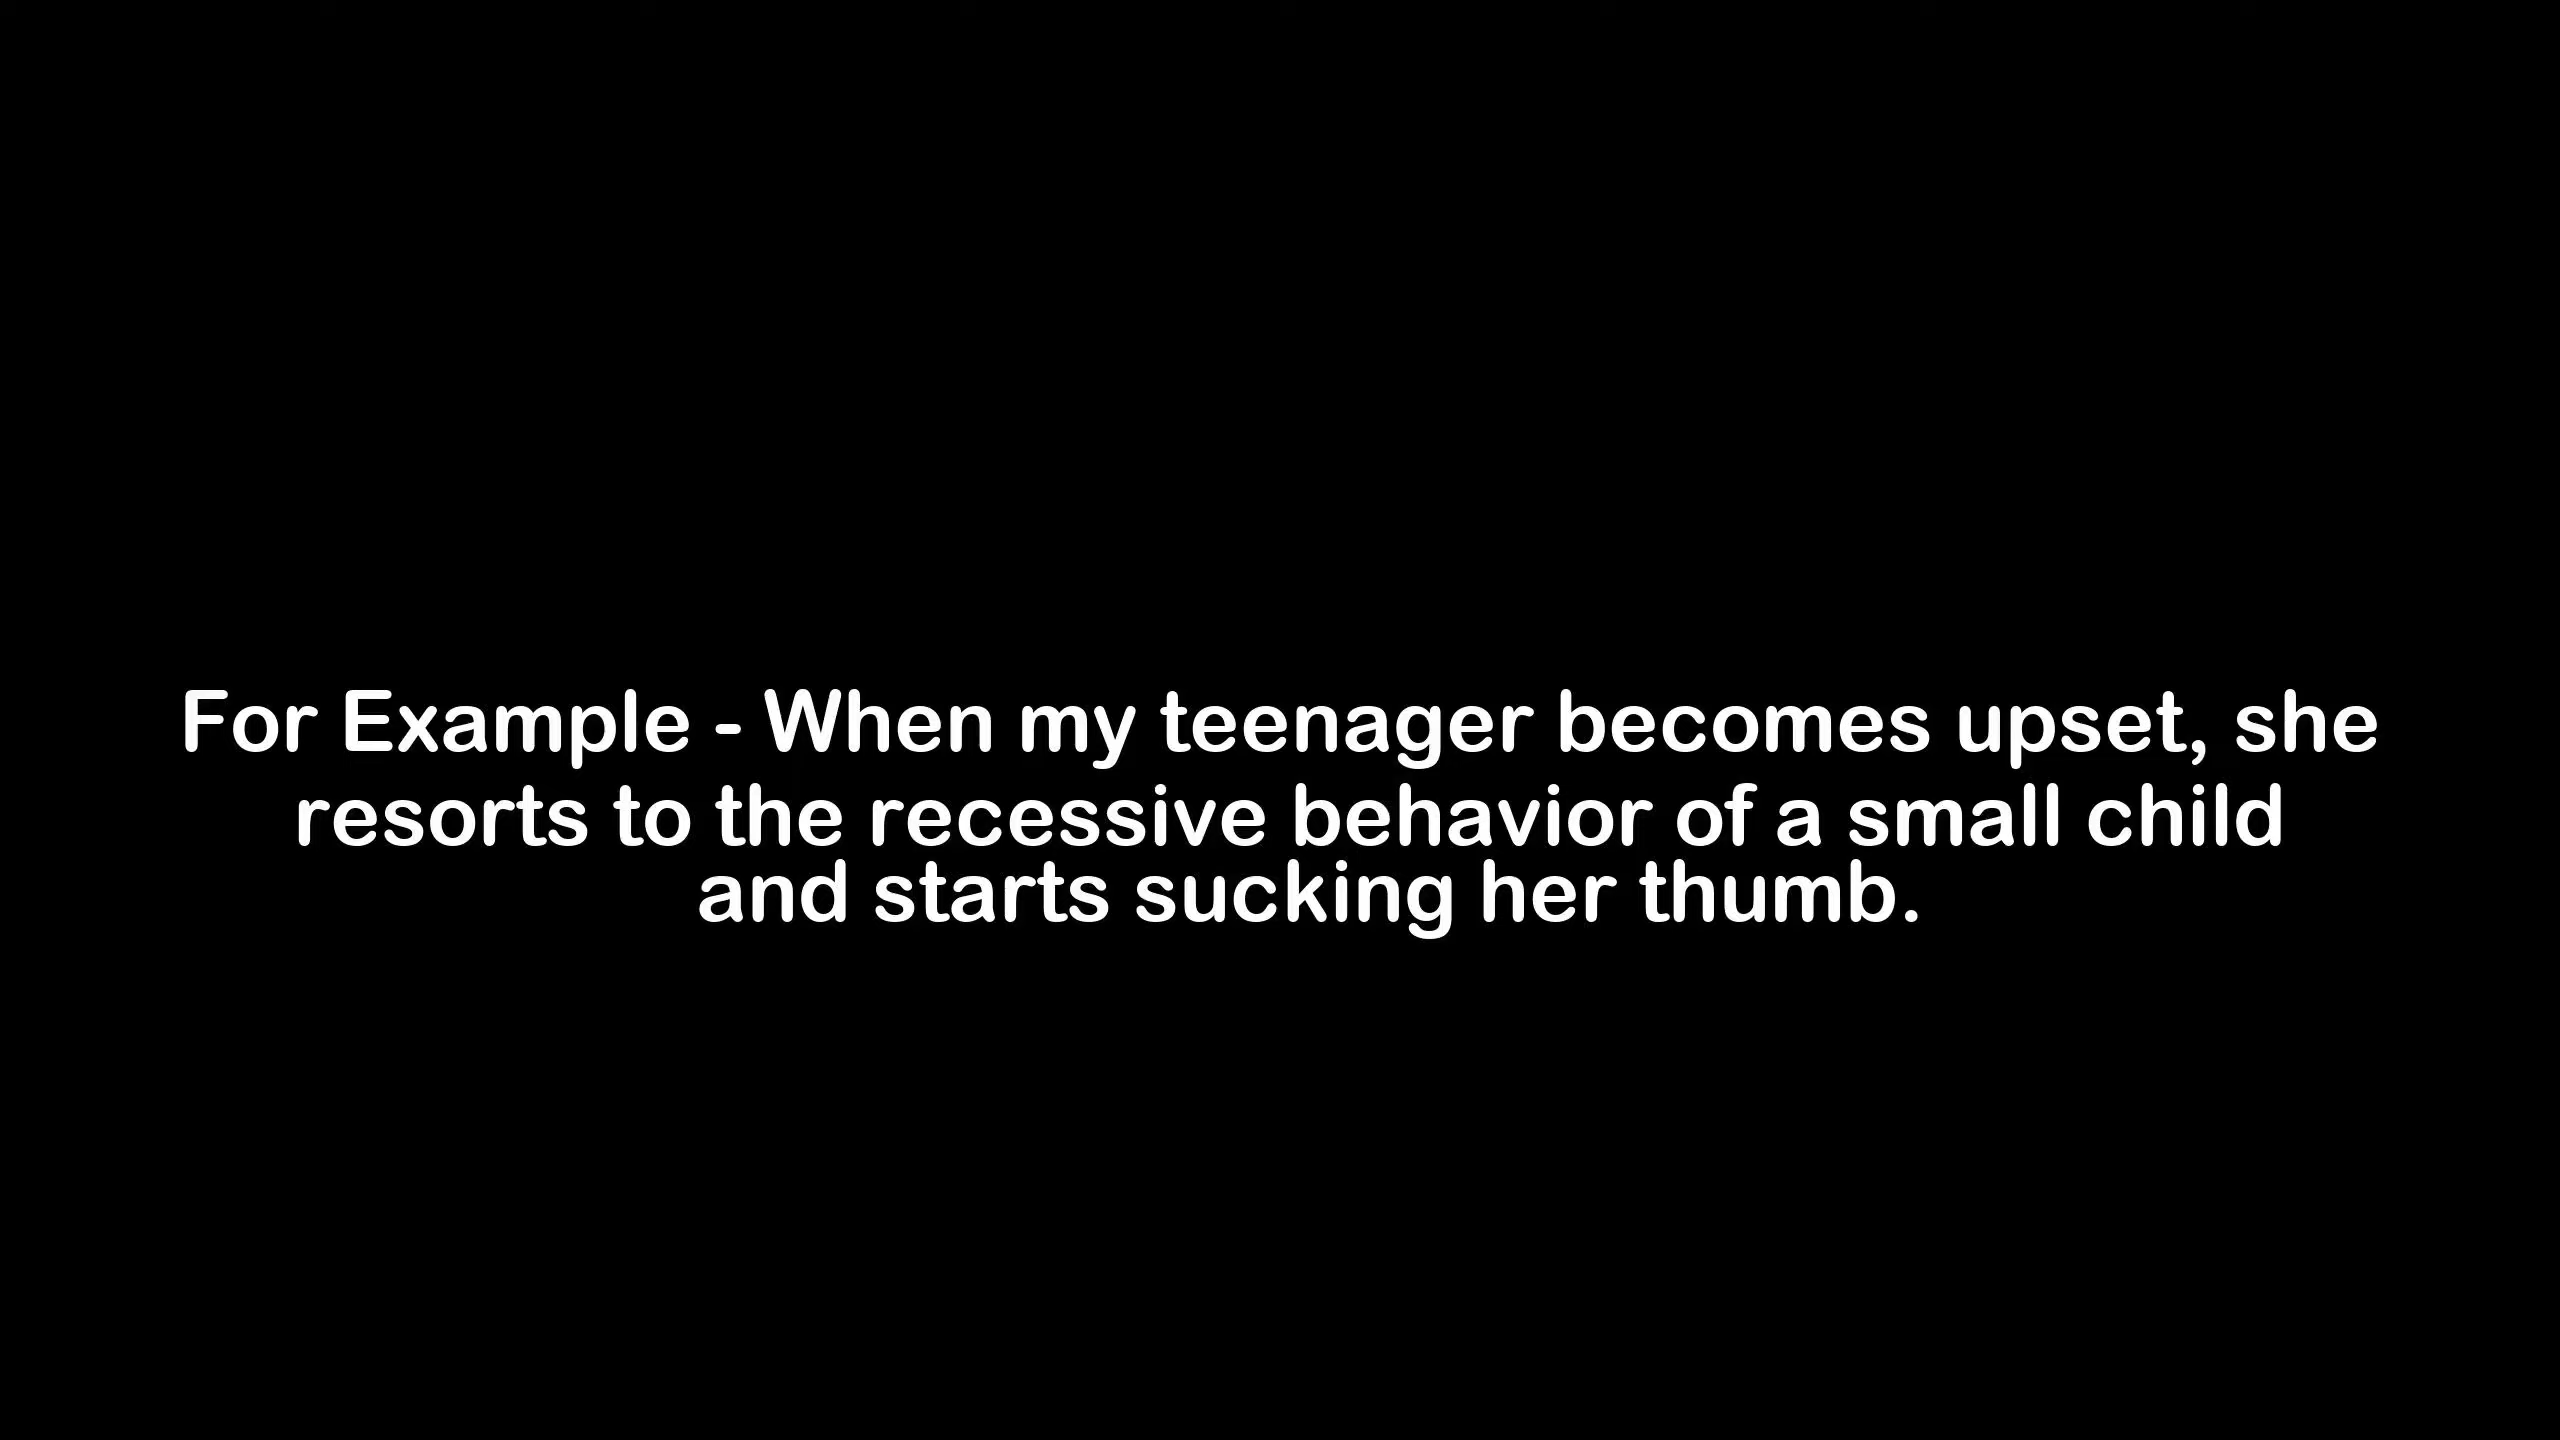 For Example - When my teenager becomes upset, she
resorts to the recessive behavior of a small child
and starts sucking her thumb.